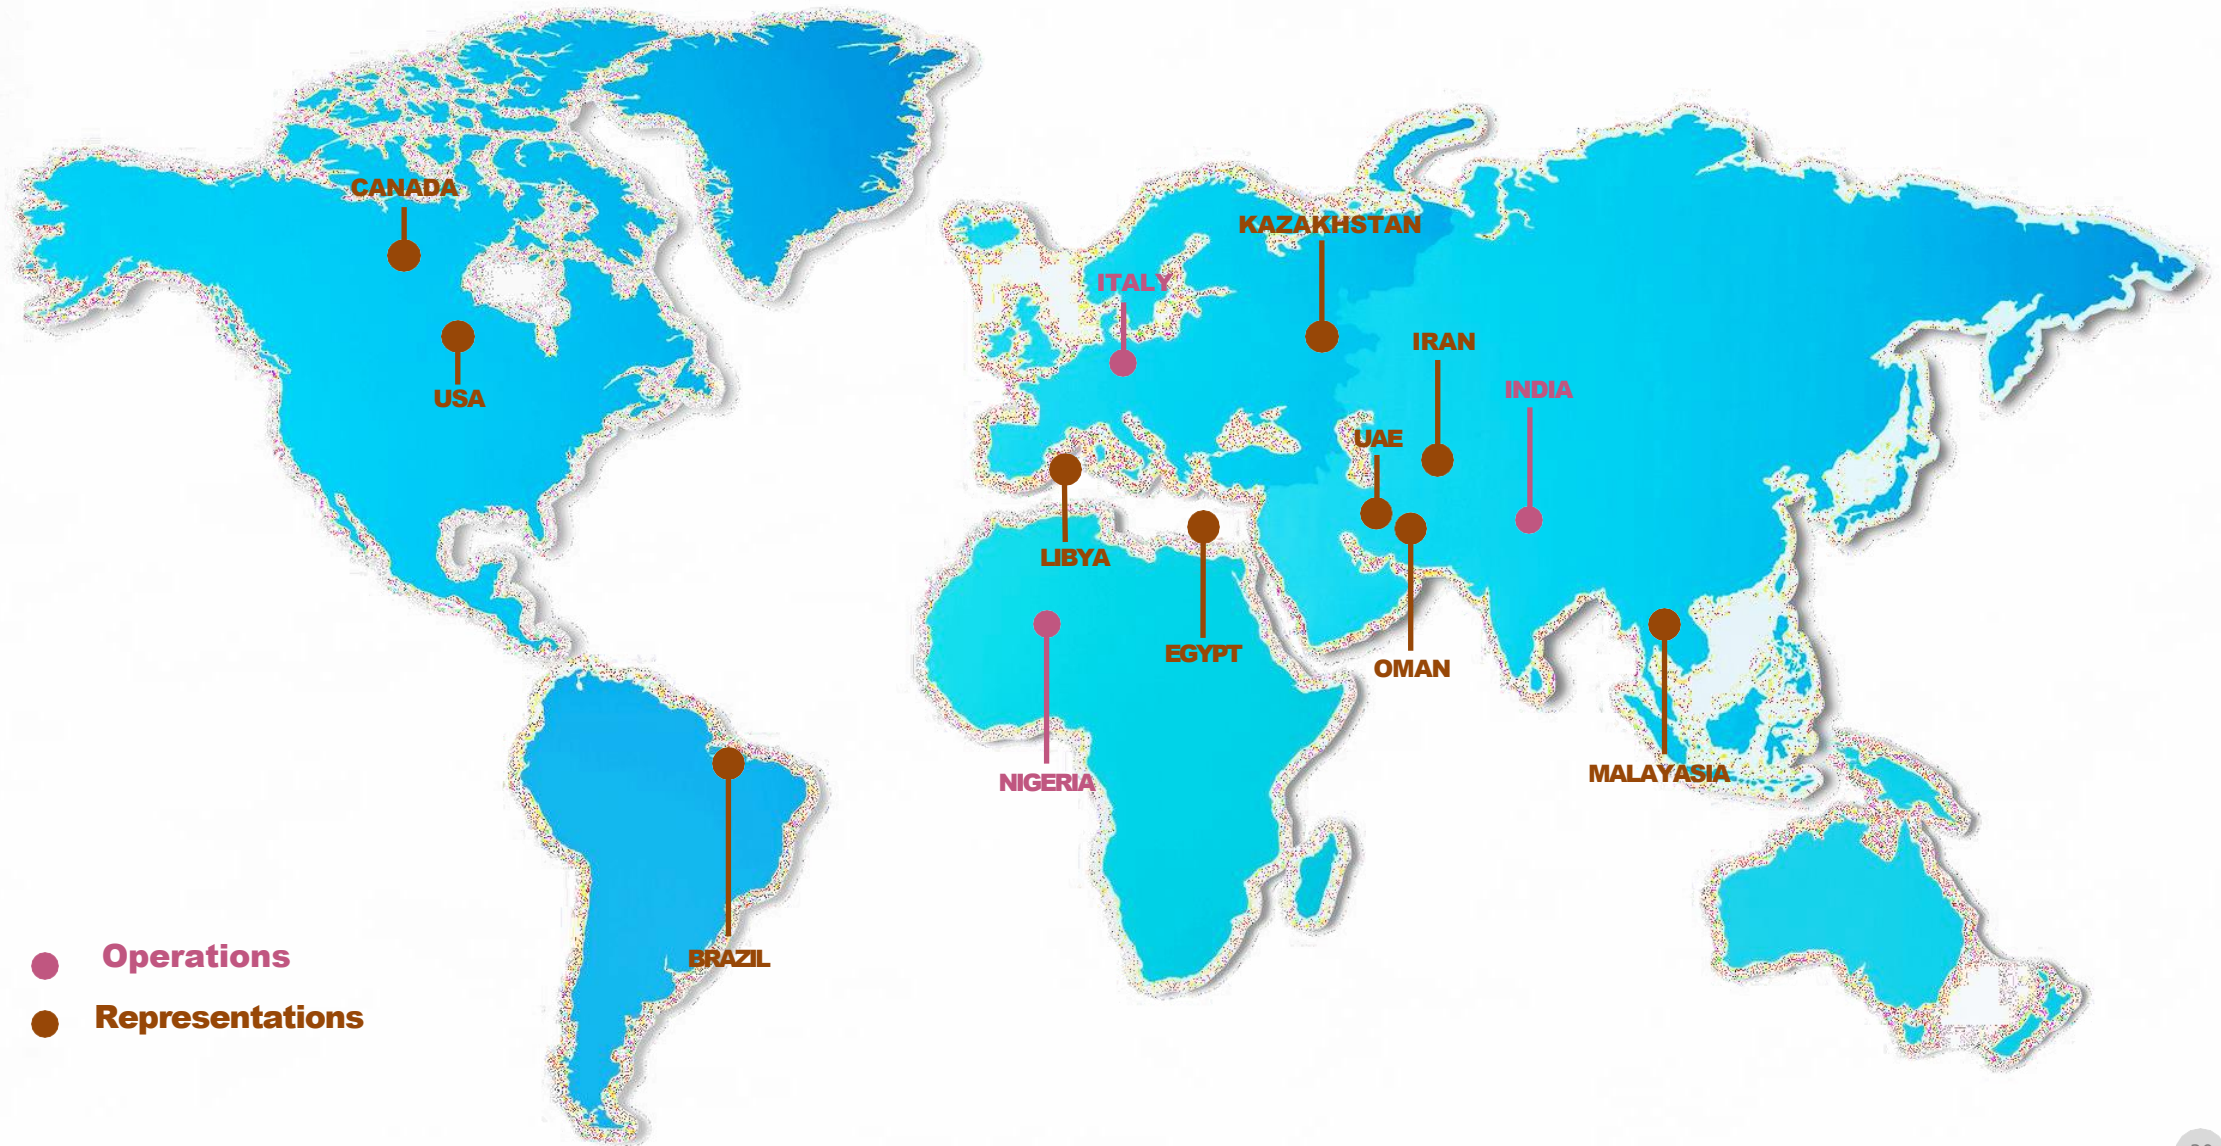 CANADA
KAZAKHSTAN
ITALY
IRAN
INDIA
USA
UAE
LIBYA
EGYPT
OMAN
NIGERIA
MALAYASIA
BRAZIL
Operations
Representations